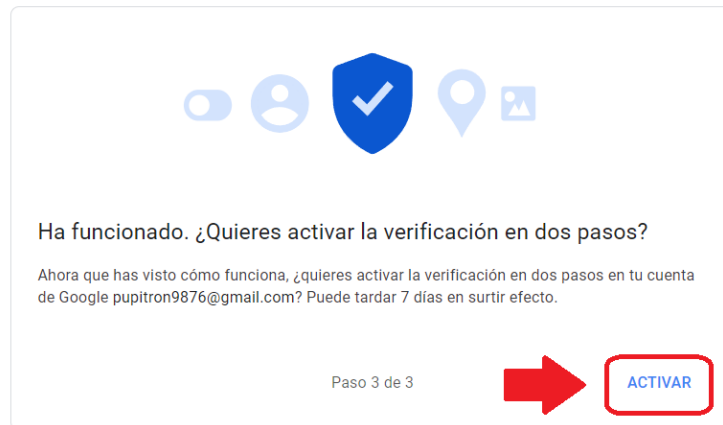 Ha funcionado. ¿Quieres activar la verificación en dos pasos?
Ahora que has visto cómo funciona, ¿quieres activar la verificación en dos pasos en tu cuenta
de Google pupitron9876@gmail.com? Puede tardar 7 días en surtir efecto.
Paso 3 de 3
ACTIVAR